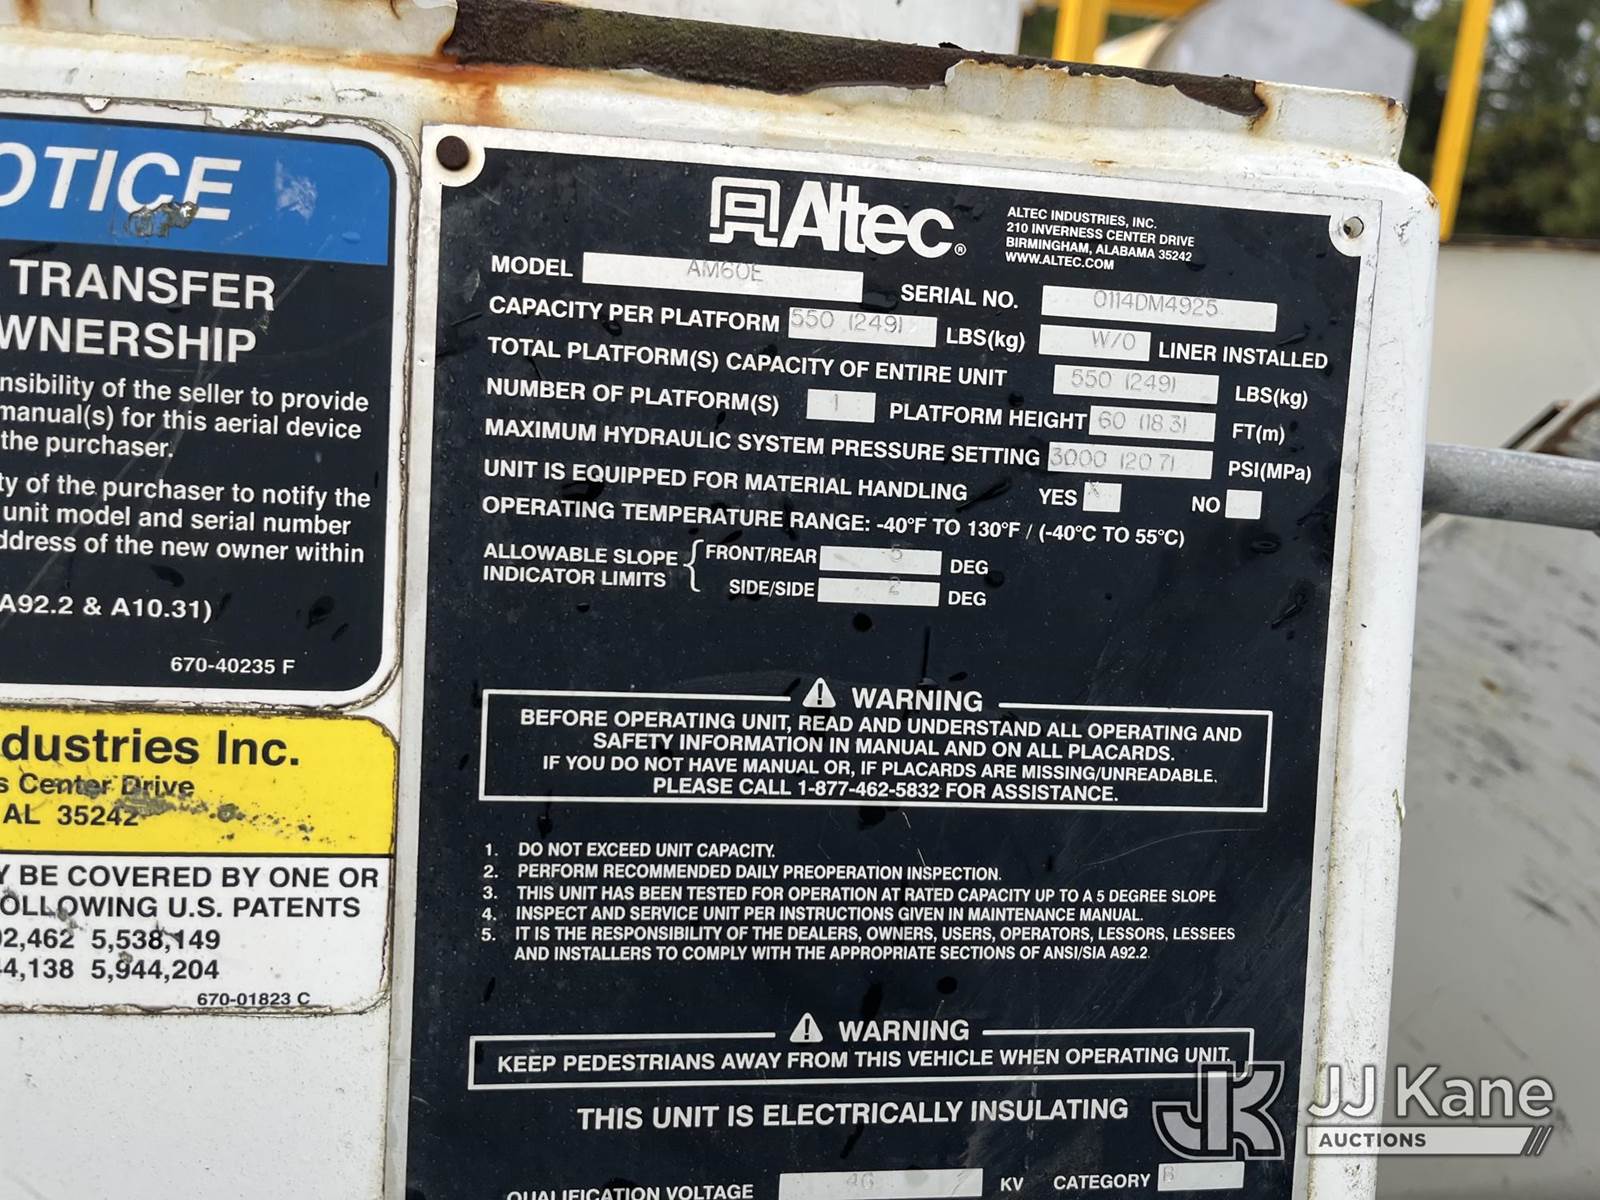 OTICE
TRANSFER
WNERSHIP
nsibility of the seller to provide
manual(s) for this aerial device
the purchaser.
ty of the purchaser to notify the
unit model and serial number
ddress of the new owner within
A92.2 & A10.31)
670-40235 F
dustries Inc.
s Center Drive
AL 35242
Y BE COVERED BY ONE OR
OLLOWING U.S. PATENTS
02,462 5,538,149
44,138 5,944,204
670-01823 C
Altec®
ALTEC INDUSTRIES, INC.
210 INVERNESS CENTER DRIVE
BIRMINGHAM, ALABAMA 35242
WWW.ALTEC.COM
MODEL AM60E SERIAL NO. 0114DM4925
CAPACITY PER PLATFORM 550 (249) LBS(kg) W/O LINER INSTALLED
TOTAL PLATFORM(S) CAPACITY OF ENTIRE UNIT 550 (249) LBS(kg)
NUMBER OF PLATFORM(S) 1 PLATFORM HEIGHT 60 (18.3) FT(m)
MAXIMUM HYDRAULIC SYSTEM PRESSURE SETTING 3000 (20.7) PSI(MPa)
UNIT IS EQUIPPED FOR MATERIAL HANDLING YES X NO
OPERATING TEMPERATURE RANGE: -40°F TO 130°F / (-40°C TO 55°C)
ALLOWABLE SLOPE INDICATOR LIMITS { FRONT/REAR 5 DEG
SIDE/SIDE 2 DEG
WARNING
BEFORE OPERATING UNIT, READ AND UNDERSTAND ALL OPERATING AND
SAFETY INFORMATION IN MANUAL AND ON ALL PLACARDS.
IF YOU DO NOT HAVE MANUAL OR, IF PLACARDS ARE MISSING/UNREADABLE,
PLEASE CALL 1-877-462-5832 FOR ASSISTANCE.
1. DO NOT EXCEED UNIT CAPACITY.
2. PERFORM RECOMMENDED DAILY PREOPERATION INSPECTION.
3. THIS UNIT HAS BEEN TESTED FOR OPERATION AT RATED CAPACITY UP TO A 5 DEGREE SLOPE
4. INSPECT AND SERVICE UNIT PER INSTRUCTIONS GIVEN IN MAINTENANCE MANUAL.
5. IT IS THE RESPONSIBILITY OF THE DEALERS, OWNERS, USERS, OPERATORS, LESSORS, LESSEES
AND INSTALLERS TO COMPLY WITH THE APPROPRIATE SECTIONS OF ANSI/SIA A92.2.
WARNING
KEEP PEDESTRIANS AWAY FROM THIS VEHICLE WHEN OPERATING UNIT.
THIS UNIT IS ELECTRICALLY INSULATING
QUALIFICATION VOLTAGE 46 KV CATEGORY B
JK JJ Kane
AUCTIONS